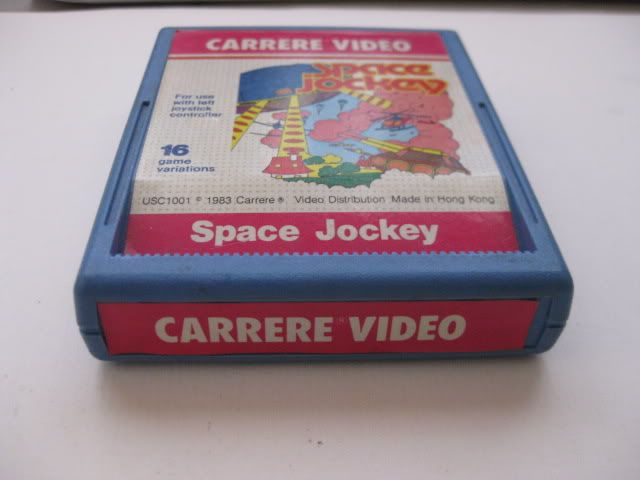 CARRERE VIDEO
space
jockey
For use
with left
joystick
controller
16
game
variations
USC1001 © 1983 Carrere ® Video Distribution Made in Hong Kong
Space Jockey
CARRERE VIDEO